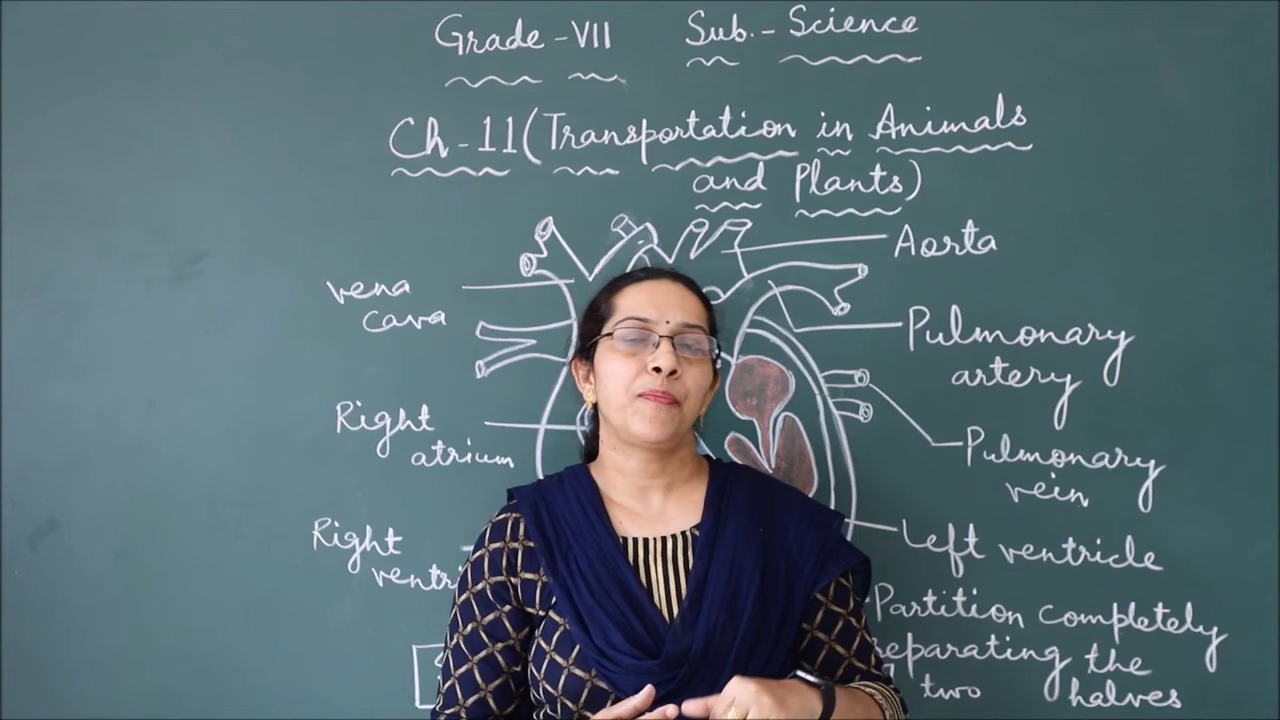 Grade - VII Sub. - Science
Ch - 11 (Transportation in Animals
and Plants)
Aorta
vena
cava
Pulmonary
artery
Right
atrium
Pulmonary
vein
Right
Left ventricle
Partition completely
the
two halves